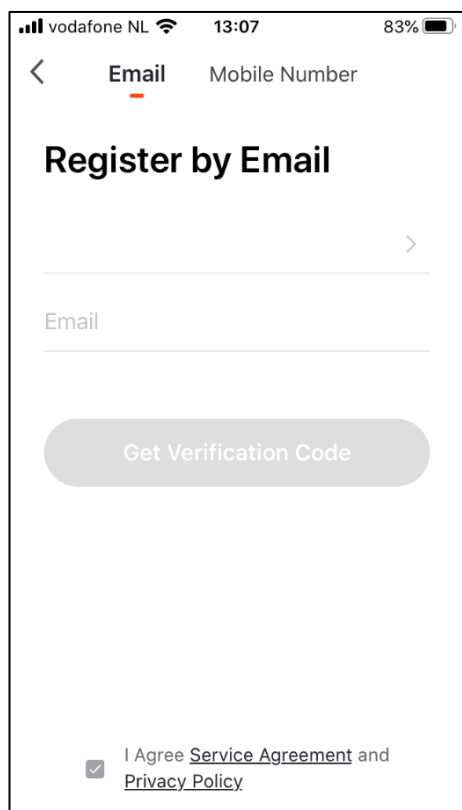 vodafone NL 13:07 83%
Email Mobile Number
Register by Email
Email
Get Verification Code
I Agree Service Agreement and
Privacy Policy